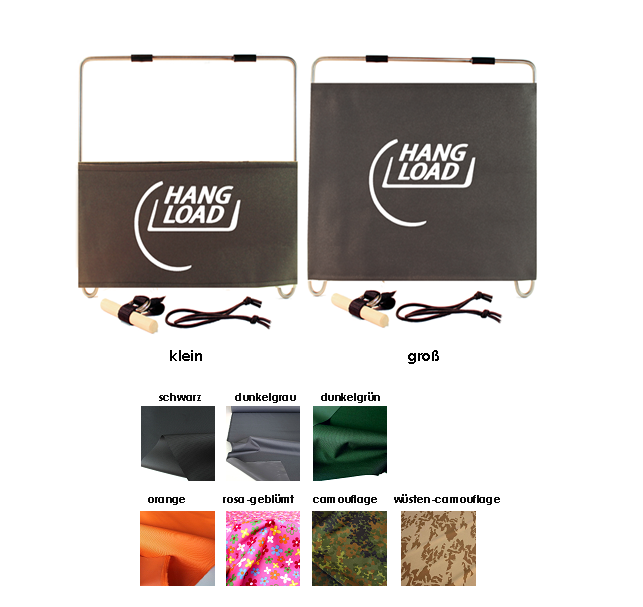 HANG
LOAD
HANG
LOAD
klein
groß
schwarz
dunkelgrau
dunkelgrün
orange
rosa-geblümt
camouflage
wüsten-camouflage